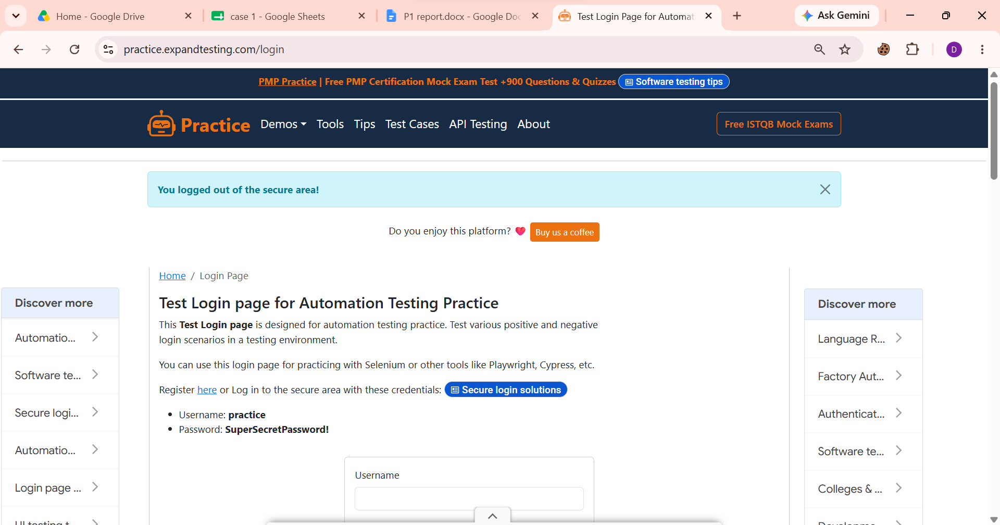 Home - Google Drive
case 1 - Google Sheets
P1 report.docx - Google Doc
Test Login Page for Automat
Ask Gemini
practice.expandtesting.com/login
D
PMP Practice | Free PMP Certification Mock Exam Test +900 Questions & Quizzes Software testing tips
Practice Demos Tools Tips Test Cases API Testing About Free ISTQB Mock Exams
You logged out of the secure area!
Do you enjoy this platform? Buy us a coffee
Home / Login Page
Test Login page for Automation Testing Practice
This Test Login page is designed for automation testing practice. Test various positive and negative
login scenarios in a testing environment.
You can use this login page for practicing with Selenium or other tools like Playwright, Cypress, etc.
Register here or Log in to the secure area with these credentials: Secure login solutions
• Username: practice
• Password: SuperSecretPassword!
Username
Discover more
Automatio...
Software te...
Secure logi...
Automatio...
Login page ...
Discover more
Language R...
Factory Aut...
Authenticat...
Software te...
Colleges & ...